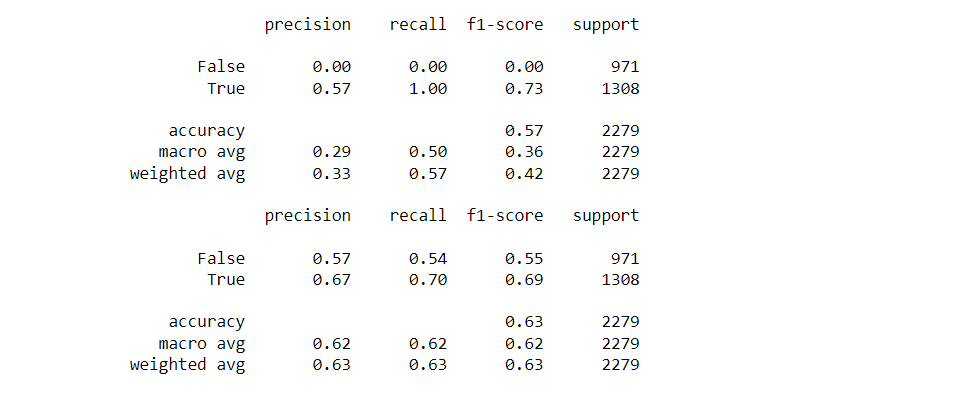 precision recall f1-score support
False 0.00 0.00 0.00 971
True 0.57 1.00 0.73 1308
accuracy 0.57 2279
macro avg 0.29 0.50 0.36 2279
weighted avg 0.33 0.57 0.42 2279
precision recall f1-score support
False 0.57 0.54 0.55 971
True 0.67 0.70 0.69 1308
accuracy 0.63 2279
macro avg 0.62 0.62 0.62 2279
weighted avg 0.63 0.63 0.63 2279